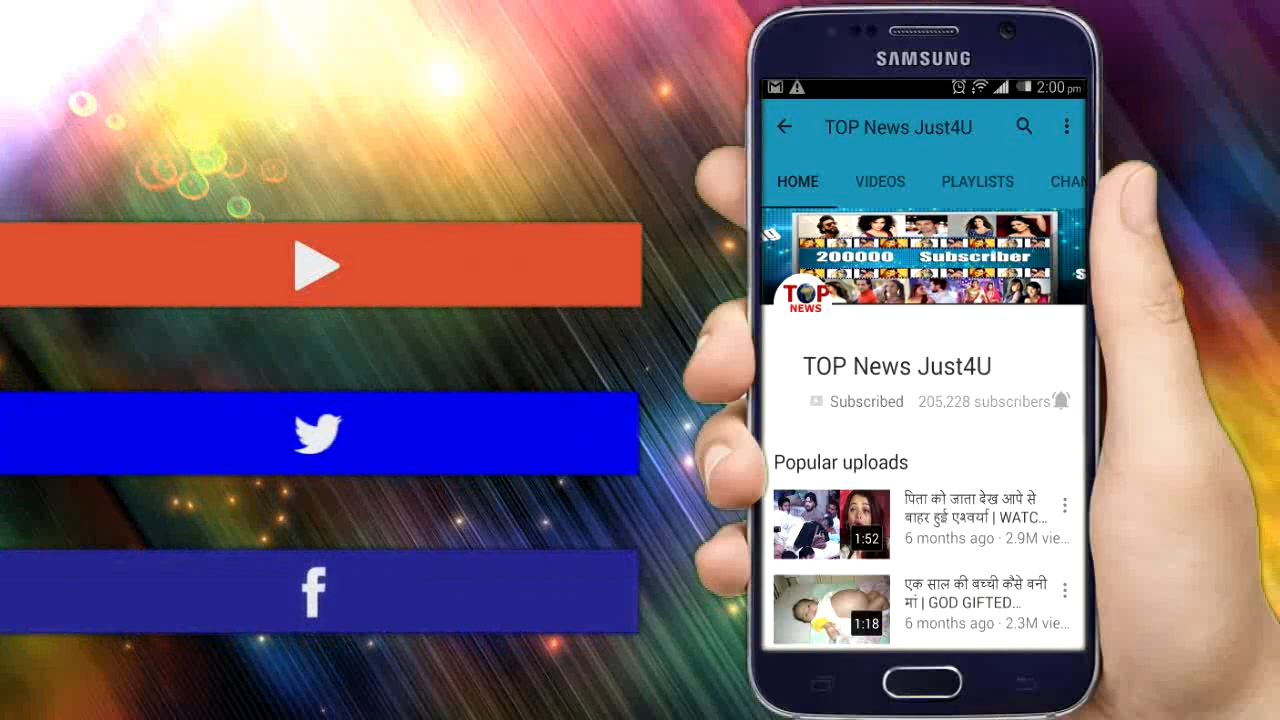 SAMSUNG
2:00 pm
TOP News Just4U
HOME VIDEOS PLAYLISTS CHAN
200000 Subscriber
TOP
NEWS
TOP News Just4U
Subscribed 205,228 subscribers
Popular uploads
पिता को जाता देख आपे से
बाहर हुई एश्वर्या | WATC...
1:52
6 months ago · 2.9M vie...
एक साल की बच्ची कैसे बनी
मां | GOD GIFTED...
1:18
6 months ago · 2.3M vie...